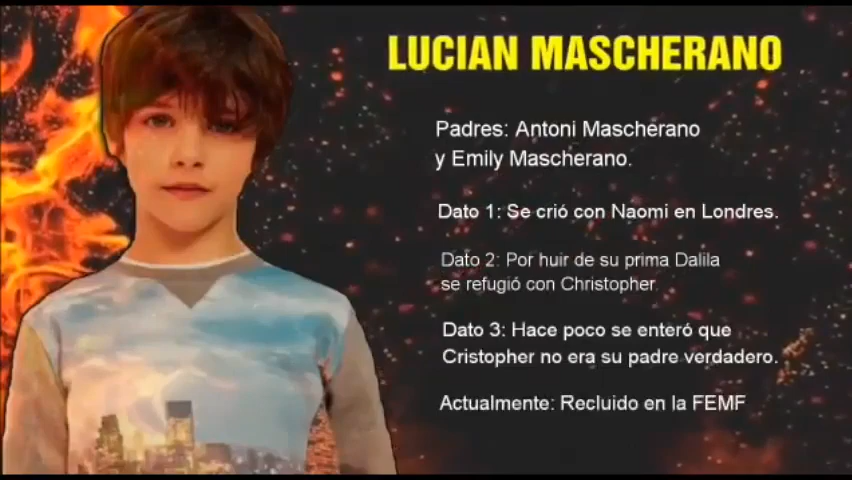 LUCIAN MASCHERANO
Padres: Antoni Mascherano
y Emily Mascherano.
Dato 1: Se crió con Naomi en Londres.
Dato 2: Por huir de su prima Dalila
se refugió con Christopher
Dato 3: Hace poco se enteró que
Cristopher no era su padre verdadero.
Actualmente: Recluido en la FEMF